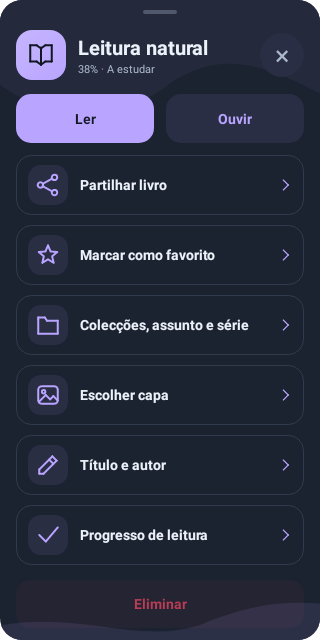 Leitura natural
38% · A estudar
Ler
Ouvir
Partilhar livro
Marcar como favorito
Colecções, assunto e série
Escolher capa
Título e autor
Progresso de leitura
Eliminar